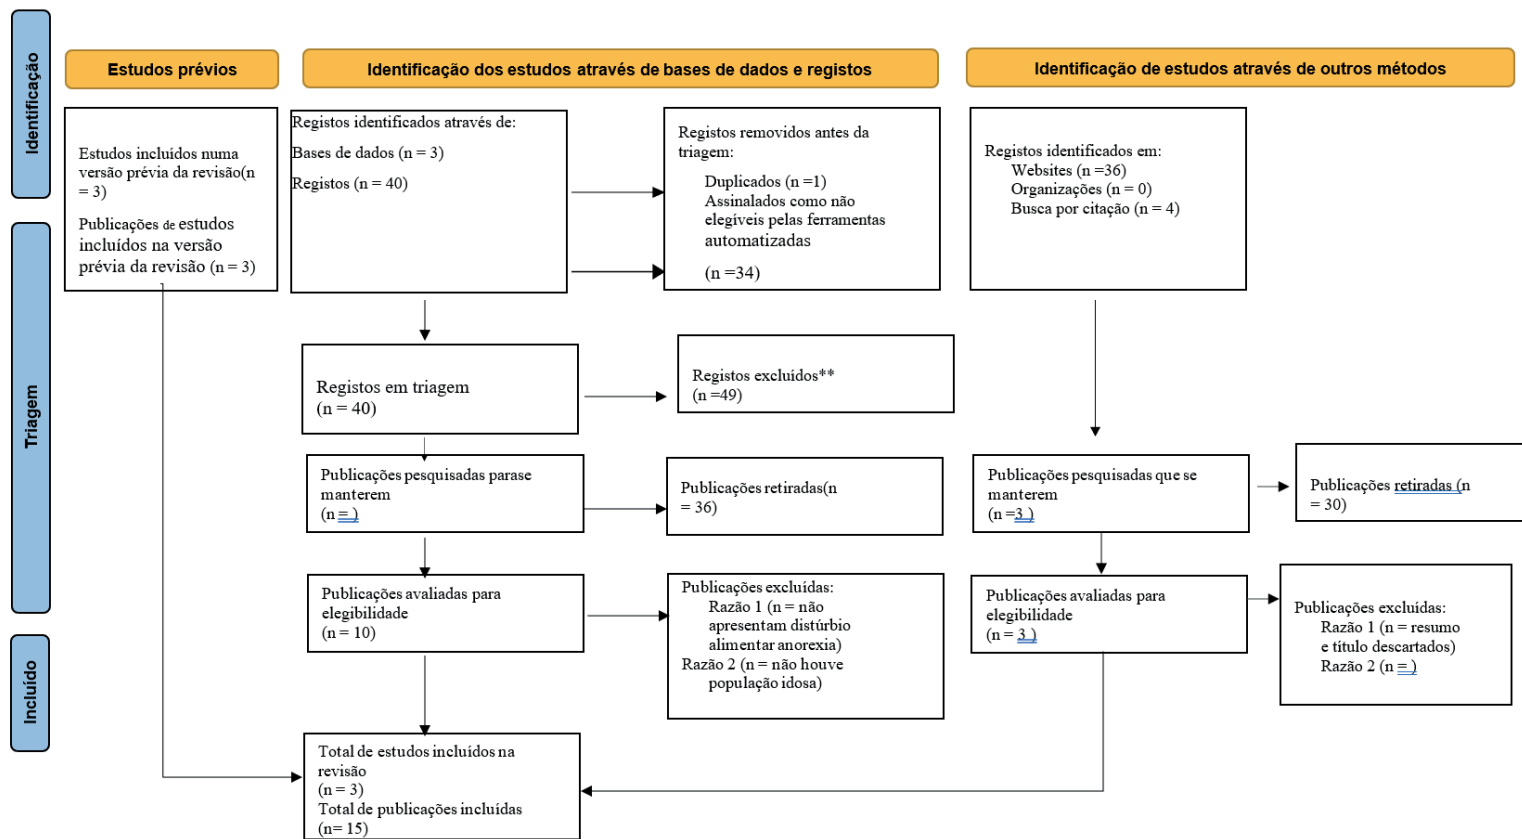 Identificação
Estudos prévios
Identificação dos estudos através de bases de dados e registos
Identificação de estudos através de outros métodos
Estudos incluídos numa
versão prévia da revisão(n
= 3)
Publicações de estudos
incluídos na versão
prévia da revisão (n = 3)
Registos identificados através de:
Bases de dados (n = 3)
Registos (n = 40)
Registos removidos antes da
triagem:
Duplicados (n =1)
Assinalados como não
elegíveis pelas ferramentas
automatizadas
(n =34)
Registos identificados em:
Websites (n =36)
Organizações (n = 0)
Busca por citação (n = 4)
Triagem
Registos em triagem
(n = 40)
Registos excluídos**
(n =49)
Publicações pesquisadas parase
manterem
(n = )
Publicações retiradas(n
= 36)
Publicações pesquisadas que se
manterem
(n =3 )
Publicações retiradas (n
= 30)
Publicações avaliadas para
elegibilidade
(n = 10)
Publicações excluídas:
Razão 1 (n = não
apresentam distúrbio
alimentar anorexia)
Razão 2 (n = não houve
população idosa)
Publicações avaliadas para
elegibilidade
(n = 3 )
Publicações excluídas:
Razão 1 (n = resumo
e título descartados)
Razão 2 (n = )
Incluído
Total de estudos incluídos na
revisão
(n = 3)
Total de publicações incluídas
(n= 15)